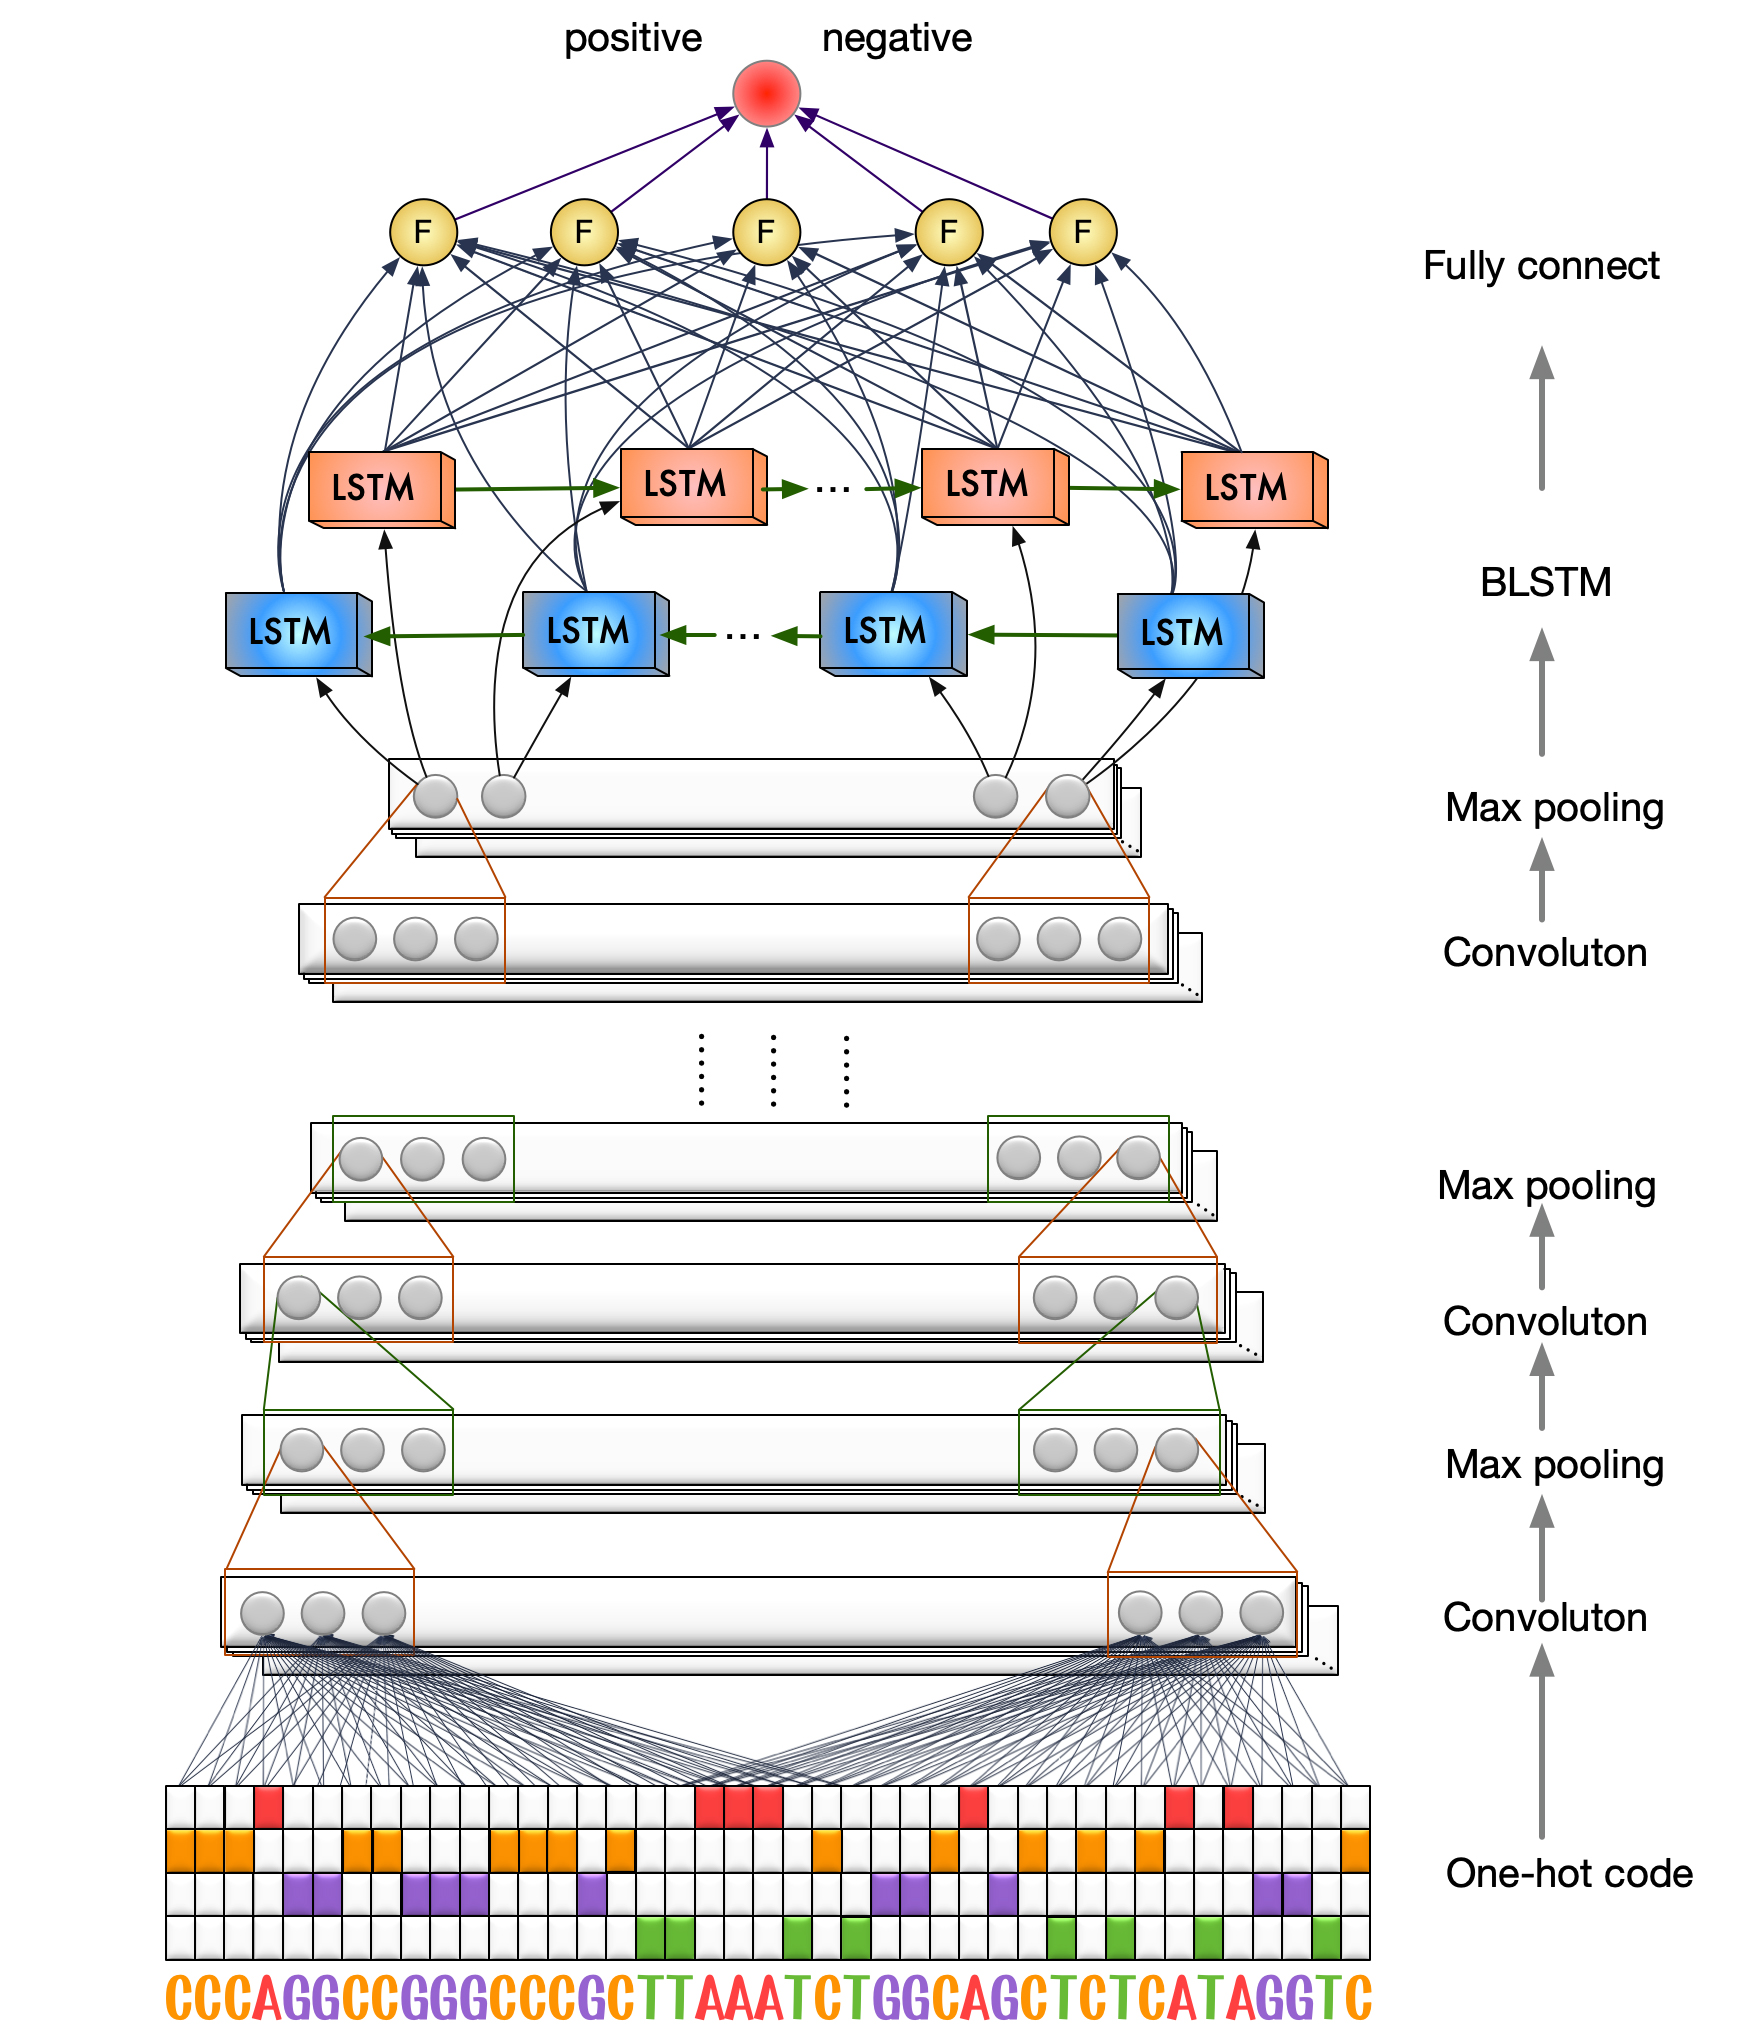 positive negative
F F F F F
Fully connect
LSTM LSTM ... LSTM LSTM
BLSTM
LSTM LSTM ... LSTM LSTM
Max pooling
Convoluton
Max pooling
Convoluton
Max pooling
Convoluton
One-hot code
CCCAGGCCGGGCCCGCTTAAATCTGGCAGCTCTCATAGGTC